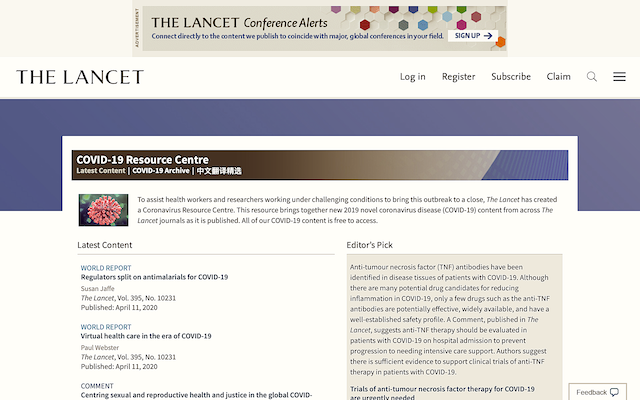 ADVERTISEMENT
THE LANCET Conference Alerts
Connect directly to the content we publish to coincide with major, global conferences in your field.
SIGN UP
THE LANCET
Log in
Register
Subscribe
Claim
COVID-19 Resource Centre
Latest Content | COVID-19 Archive | 中文翻译精选
To assist health workers and researchers working under challenging conditions to bring this outbreak to a close, The Lancet has created
a Coronavirus Resource Centre. This resource brings together new 2019 novel coronavirus disease (COVID-19) content from across The
Lancet journals as it is published. All of our COVID-19 content is free to access.
Latest Content
WORLD REPORT
Regulators split on antimalarials for COVID-19
Susan Jaffe
The Lancet, Vol. 395, No. 10231
Published: April 11, 2020
WORLD REPORT
Virtual health care in the era of COVID-19
Paul Webster
The Lancet, Vol. 395, No. 10231
Published: April 11, 2020
COMMENT
Centring sexual and reproductive health and justice in the global COVID-
Editor's Pick
Anti-tumour necrosis factor (TNF) antibodies have been
identified in disease tissues of patients with COVID-19. Although
there are many potential drug candidates for reducing
inflammation in COVID-19, only a few drugs such as the anti-TNF
antibodies are potentially effective, widely available, and have a
well-established safety profile. A Comment, published in The
Lancet, suggests anti-TNF therapy should be evaluated in
patients with COVID-19 on hospital admission to prevent
progression to needing intensive care support. Authors suggest
there is sufficient evidence to support clinical trials of anti-TNF
therapy in patients with COVID-19.
Trials of anti-tumour necrosis factor therapy for COVID-19
are urgently needed
Feedback